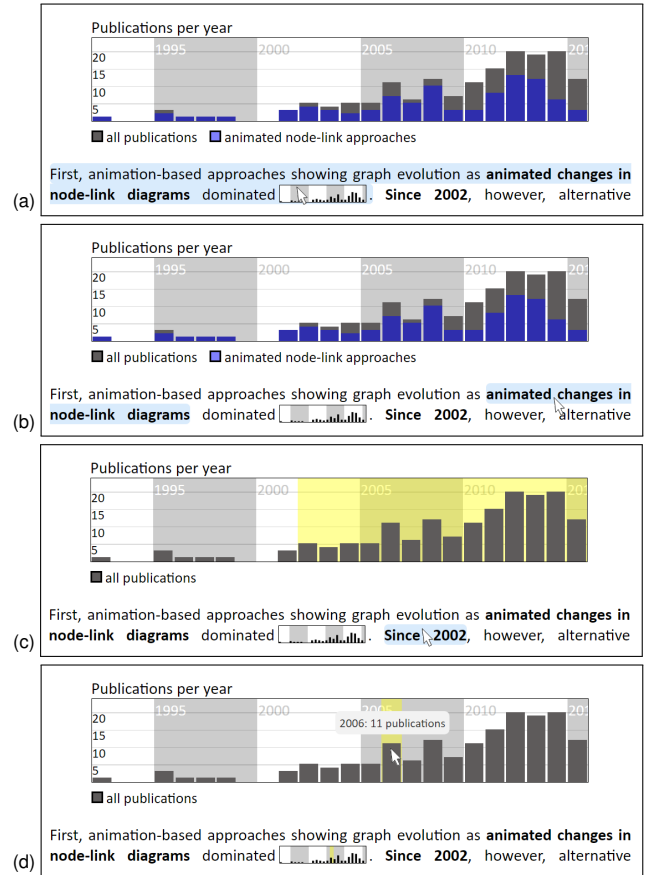 Publications per year
1995 2000 2005 2010 201
20
15
10
5
all publications animated node-link approaches
First, animation-based approaches showing graph evolution as animated changes in
(a) node-link diagrams dominated . Since 2002, however, alternative
Publications per year
1995 2000 2005 2010 201
20
15
10
5
all publications animated node-link approaches
First, animation-based approaches showing graph evolution as animated changes in
(b) node-link diagrams dominated . Since 2002, however, alternative
Publications per year
1995 2000 2005 2010 201
20
15
10
5
all publications
First, animation-based approaches showing graph evolution as animated changes in
(c) node-link diagrams dominated . Since 2002, however, alternative
Publications per year
1995 2000 2005 2010 201
20
2006: 11 publications
15
10
5
all publications
First, animation-based approaches showing graph evolution as animated changes in
(d) node-link diagrams dominated . Since 2002, however, alternative